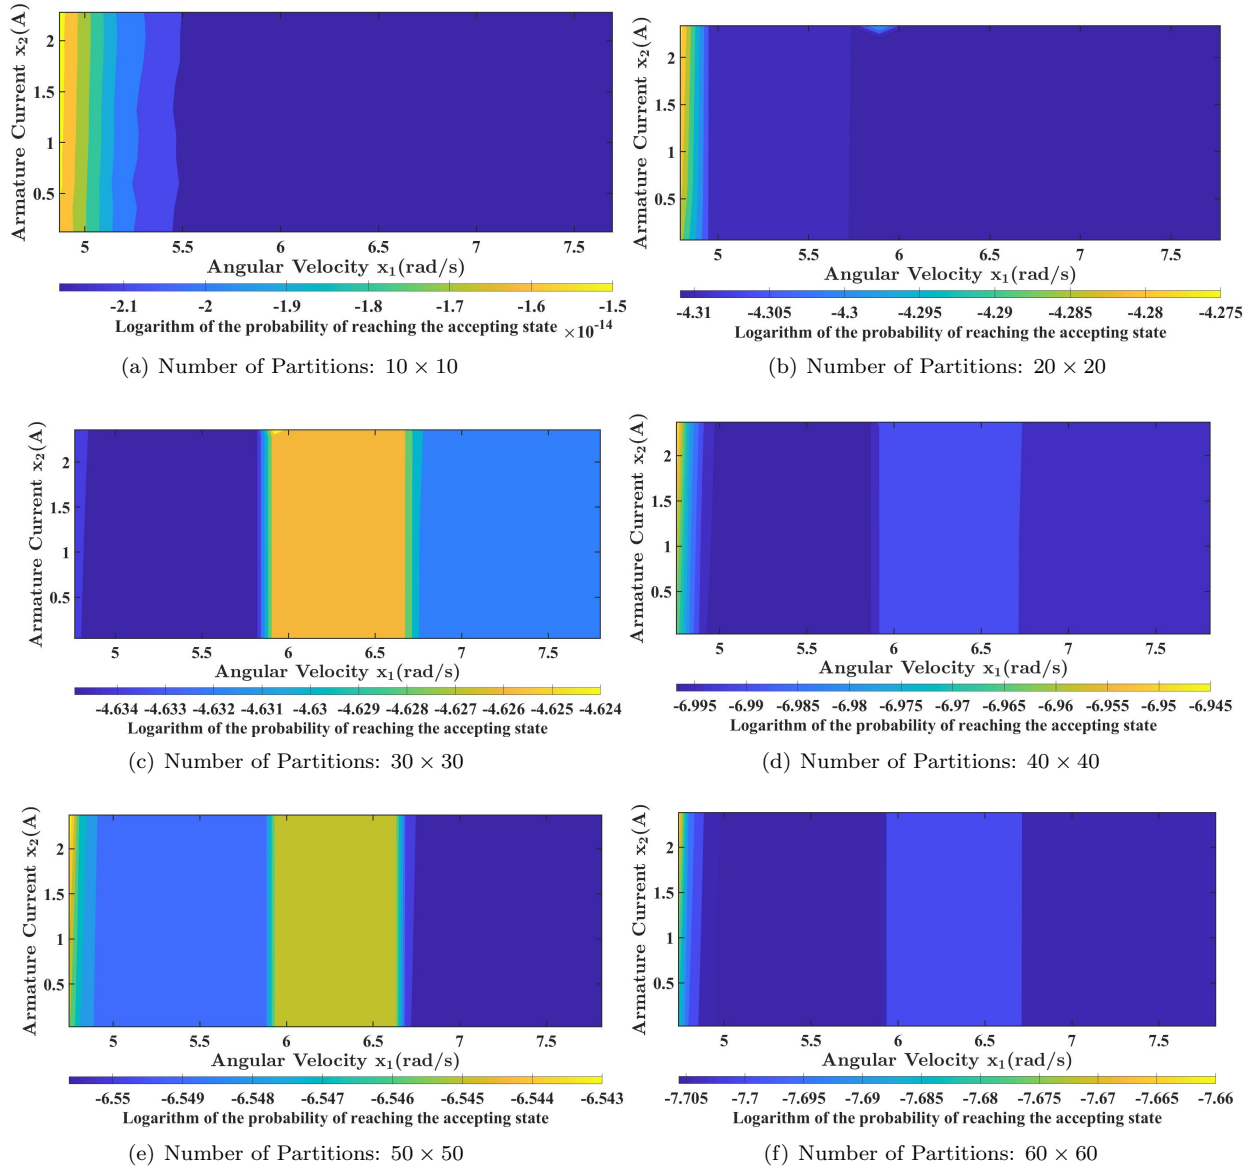 Armature Current x₂(A)
2
1.5
1
0.5
5 5.5 6 6.5 7 7.5
Angular Velocity x₁(rad/s)
-2.1 -2 -1.9 -1.8 -1.7 -1.6 -1.5
Logarithm of the probability of reaching the accepting state ×10⁻¹⁴
(a) Number of Partitions: 10 × 10
Armature Current x₂(A)
2
1.5
1
0.5
5 5.5 6 6.5 7 7.5
Angular Velocity x₁(rad/s)
-4.31 -4.305 -4.3 -4.295 -4.29 -4.285 -4.28 -4.275
Logarithm of the probability of reaching the accepting state
(b) Number of Partitions: 20 × 20
Armature Current x₂(A)
2
1.5
1
0.5
5 5.5 6 6.5 7 7.5
Angular Velocity x₁(rad/s)
-4.634 -4.633 -4.632 -4.631 -4.63 -4.629 -4.628 -4.627 -4.626 -4.625 -4.624
Logarithm of the probability of reaching the accepting state
(c) Number of Partitions: 30 × 30
Armature Current x₂(A)
2
1.5
1
0.5
5 5.5 6 6.5 7 7.5
Angular Velocity x₁(rad/s)
-6.995 -6.99 -6.985 -6.98 -6.975 -6.97 -6.965 -6.96 -6.955 -6.95 -6.945
Logarithm of the probability of reaching the accepting state
(d) Number of Partitions: 40 × 40
Armature Current x₂(A)
2
1.5
1
0.5
5 5.5 6 6.5 7 7.5
Angular Velocity x₁(rad/s)
-6.55 -6.549 -6.548 -6.547 -6.546 -6.545 -6.544 -6.543
Logarithm of the probability of reaching the accepting state
(e) Number of Partitions: 50 × 50
Armature Current x₂(A)
2
1.5
1
0.5
5 5.5 6 6.5 7 7.5
Angular Velocity x₁(rad/s)
-7.705 -7.7 -7.695 -7.69 -7.685 -7.68 -7.675 -7.67 -7.665 -7.66
Logarithm of the probability of reaching the accepting state
(f) Number of Partitions: 60 × 60